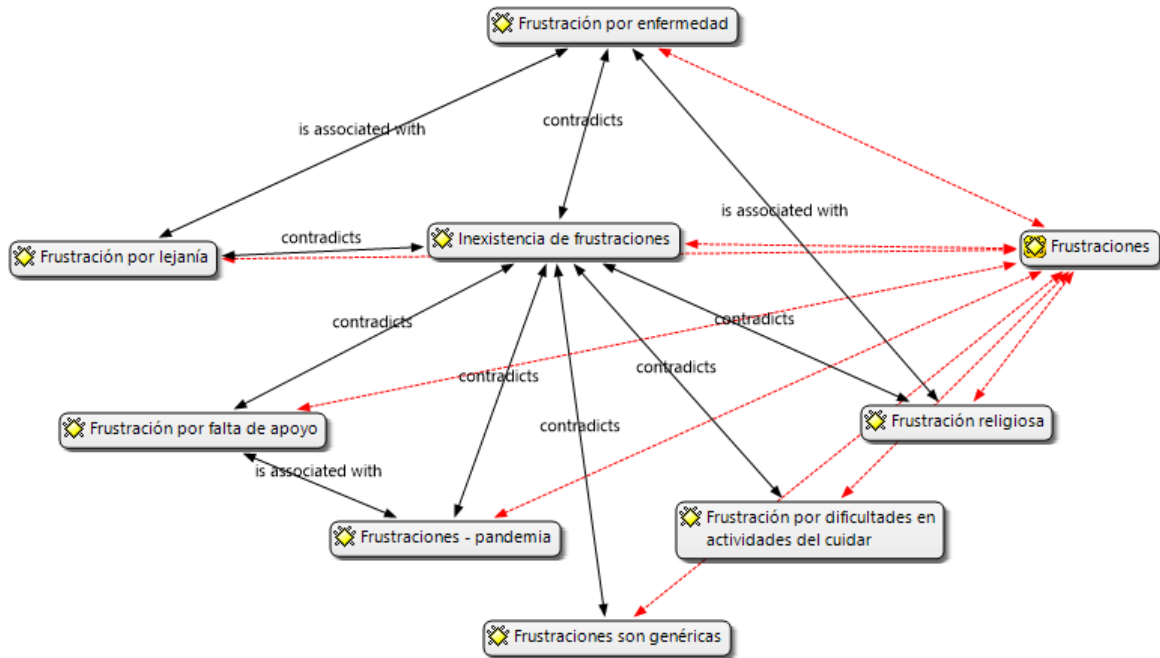 Frustración por enfermedad
is associated with
contradicts
is associated with
contradicts
Inexistencia de frustraciones
Frustraciones
Frustración por lejanía
contradicts
contradicts
contradicts
contradicts
contradicts
Frustración por falta de apoyo
Frustración religiosa
is associated with
Frustraciones - pandemia
Frustración por dificultades en
actividades del cuidar
Frustraciones son genéricas